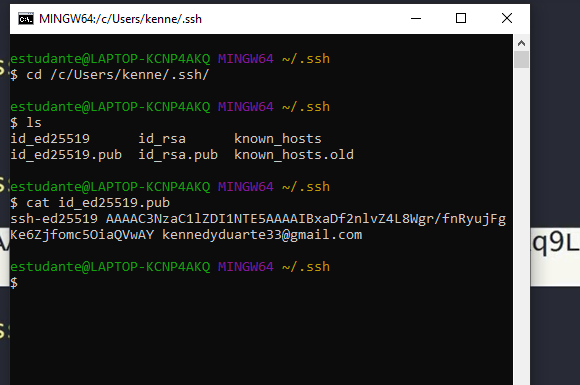 MINGW64:/c/Users/kenne/.ssh
estudante@LAPTOP-KCNP4AKQ MINGW64 ~/.ssh
$ cd /c/Users/kenne/.ssh/
estudante@LAPTOP-KCNP4AKQ MINGW64 ~/.ssh
$ ls
id_ed25519 id_rsa known_hosts
id_ed25519.pub id_rsa.pub known_hosts.old
estudante@LAPTOP-KCNP4AKQ MINGW64 ~/.ssh
$ cat id_ed25519.pub
ssh-ed25519 AAAAC3NzaC1lZDI1NTE5AAAAIBxaDf2nlvZ4L8Wgr/fnRyujFg
Ke6Zjfomc5OiaQVwAY kennedyduarte33@gmail.com
estudante@LAPTOP-KCNP4AKQ MINGW64 ~/.ssh
$